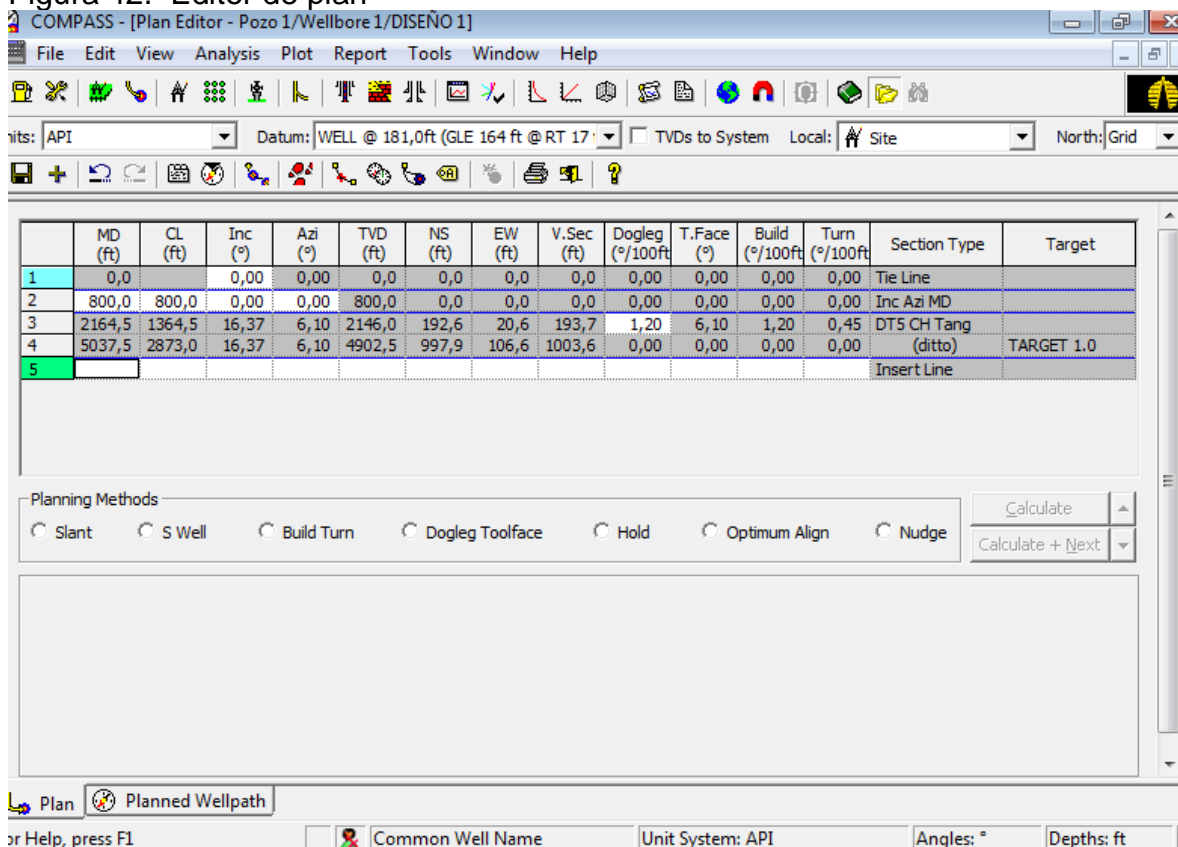 Figura 42. Editor de plan
COMPASS - [Plan Editor - Pozo 1/Wellbore 1/DISEÑO 1]
File Edit View Analysis Plot Report Tools Window Help
nits: API Datum: WELL @ 181,0ft (GLE 164 ft @ RT 17 TVDs to System Local: Site North: Grid
MD (ft) CL (ft) Inc (°) Azi (°) TVD (ft) NS (ft) EW (ft) V.Sec (ft) Dogleg (°/100ft T.Face (°) Build (°/100ft Turn (°/100ft Section Type Target
1 0,0 0,00 0,00 0,0 0,0 0,0 0,0 0,00 0,00 0,00 0,00 Tie Line
2 800,0 800,0 0,00 0,00 800,0 0,0 0,0 0,0 0,00 0,00 0,00 0,00 Inc Azi MD
3 2164,5 1364,5 16,37 6,10 2146,0 192,6 20,6 193,7 1,20 6,10 1,20 0,45 DT5 CH Tang
4 5037,5 2873,0 16,37 6,10 4902,5 997,9 106,6 1003,6 0,00 0,00 0,00 0,00 (ditto) TARGET 1.0
5 Insert Line
Planning Methods
Slant S Well Build Turn Dogleg Toolface Hold Optimum Align Nudge
Calculate
Calculate + Next
Plan Planned Wellpath
or Help, press F1 Common Well Name Unit System: API Angles: ° Depths: ft